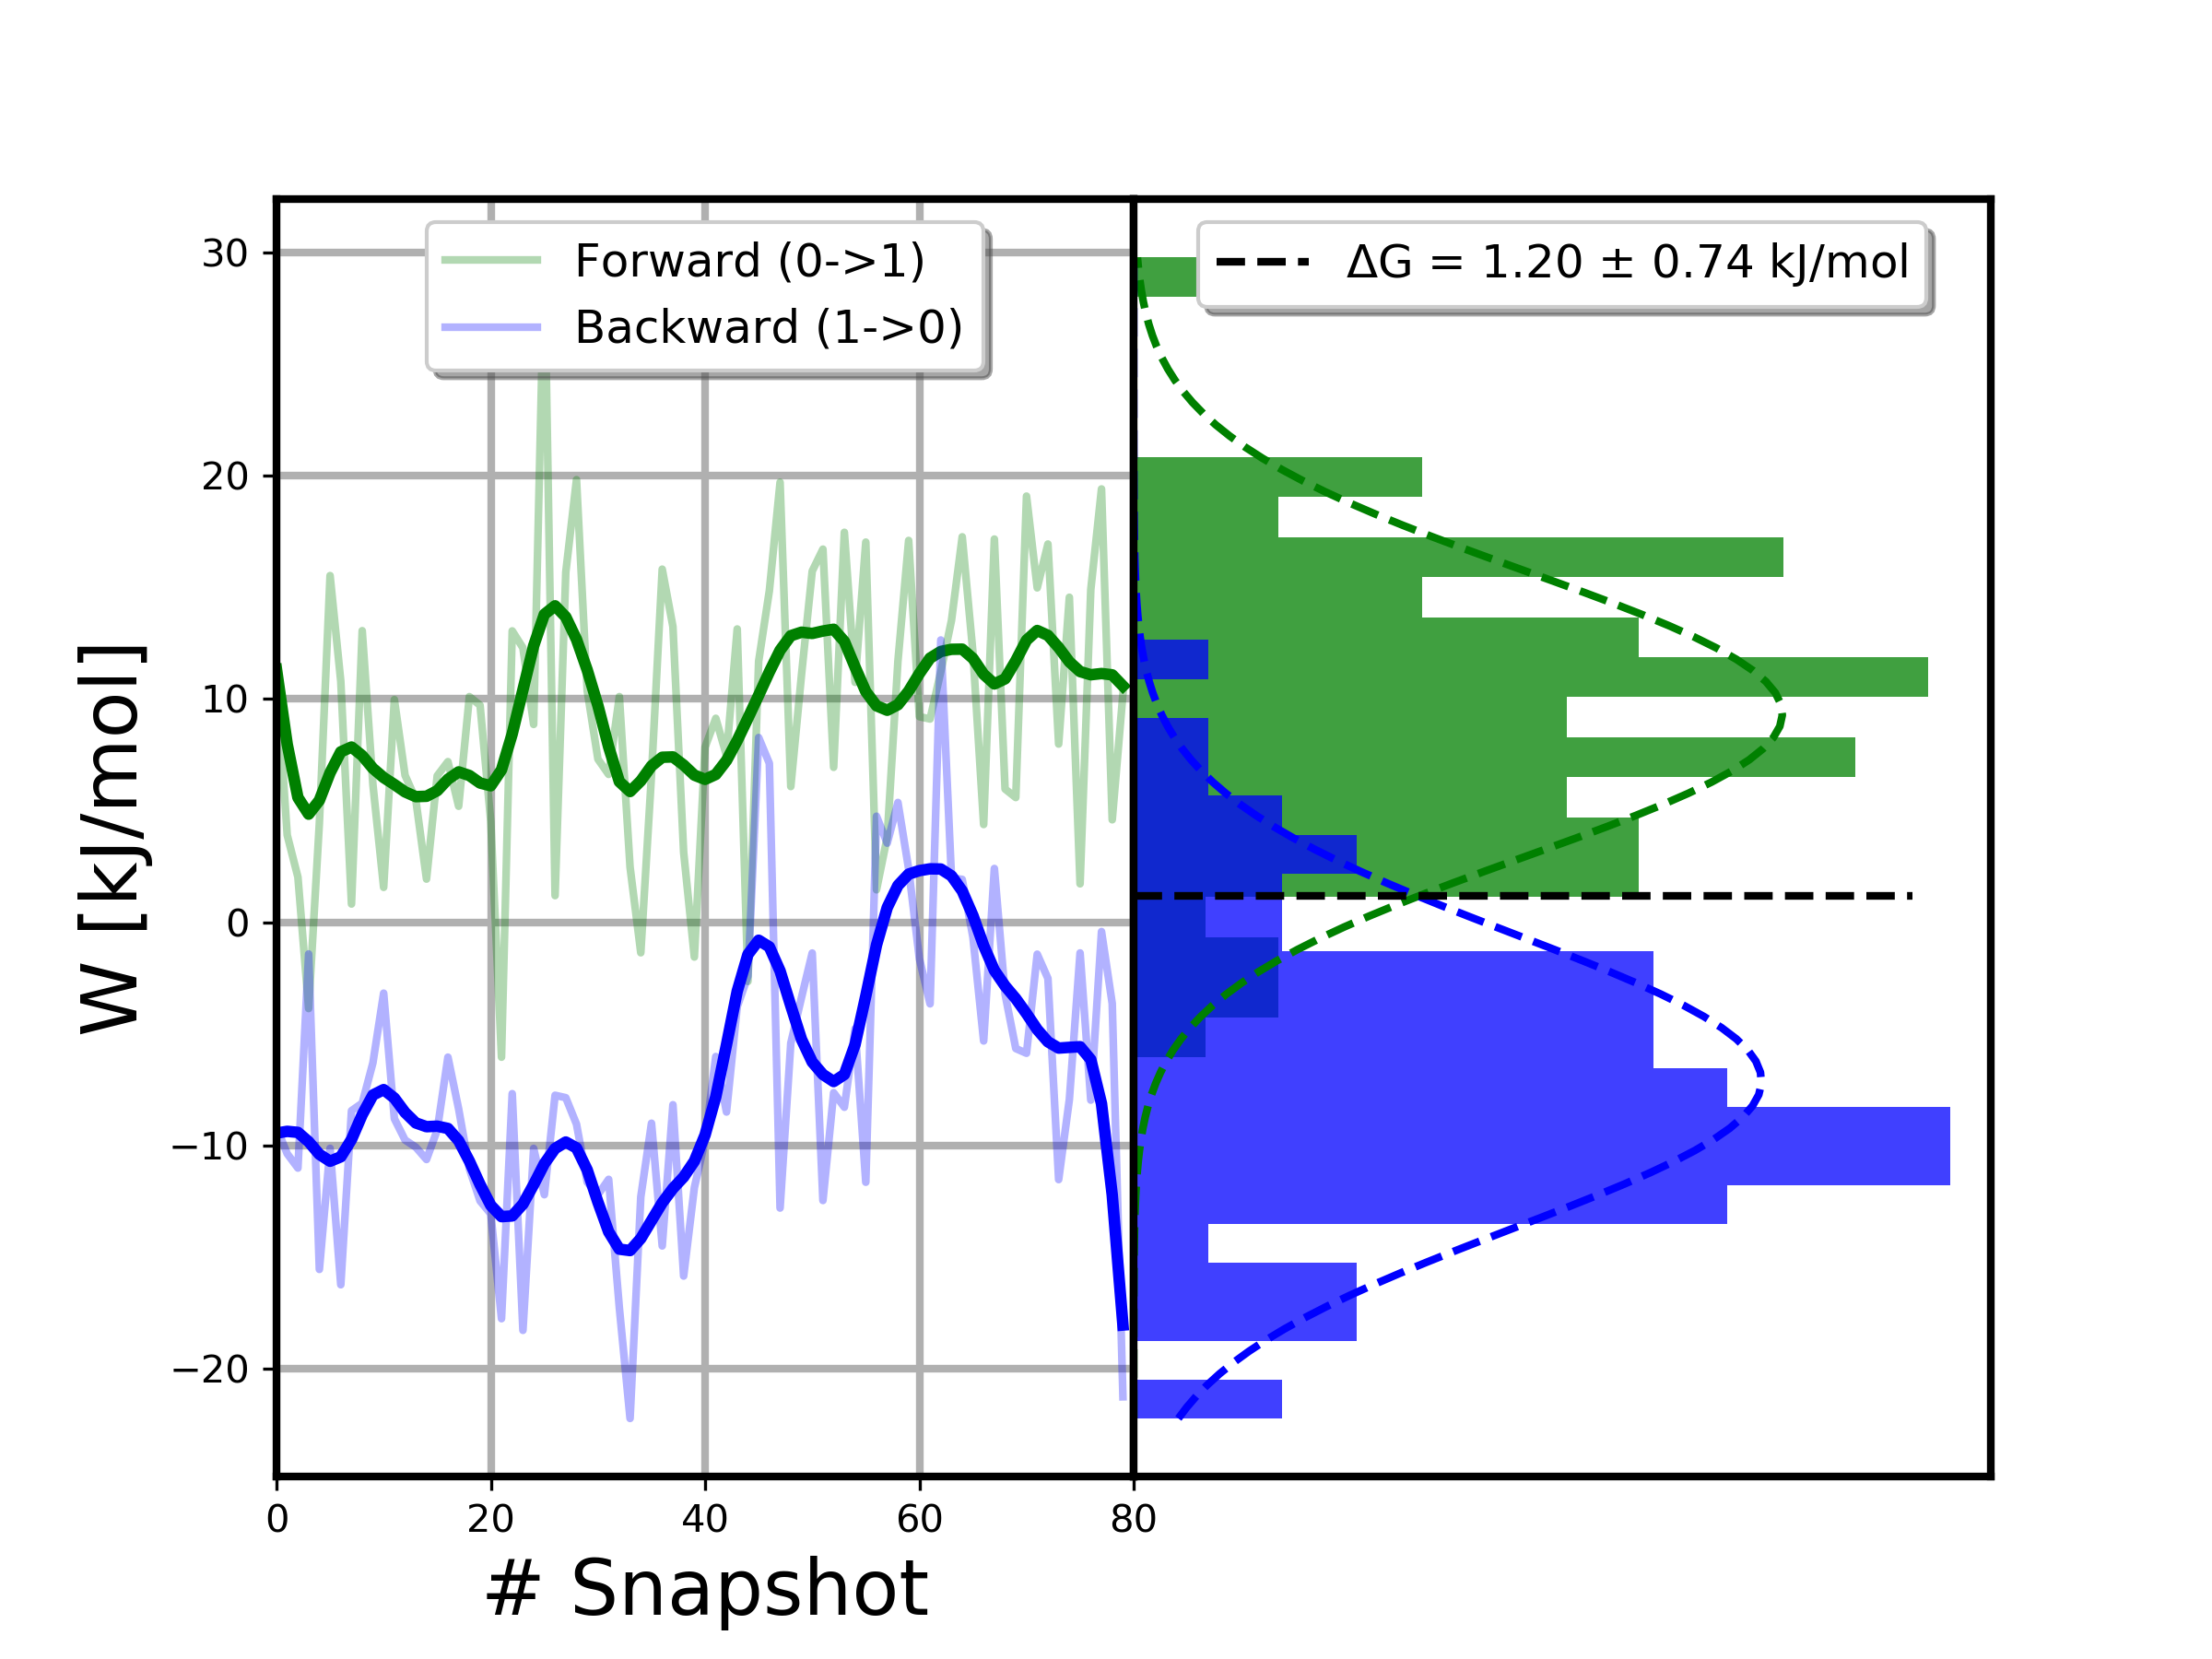 Forward (0->1)
Backward (1->0)
ΔG = 1.20 ± 0.74 kJ/mol
W [kJ/mol]
30
20
10
0
−10
−20
0 20 40 60 80
# Snapshot